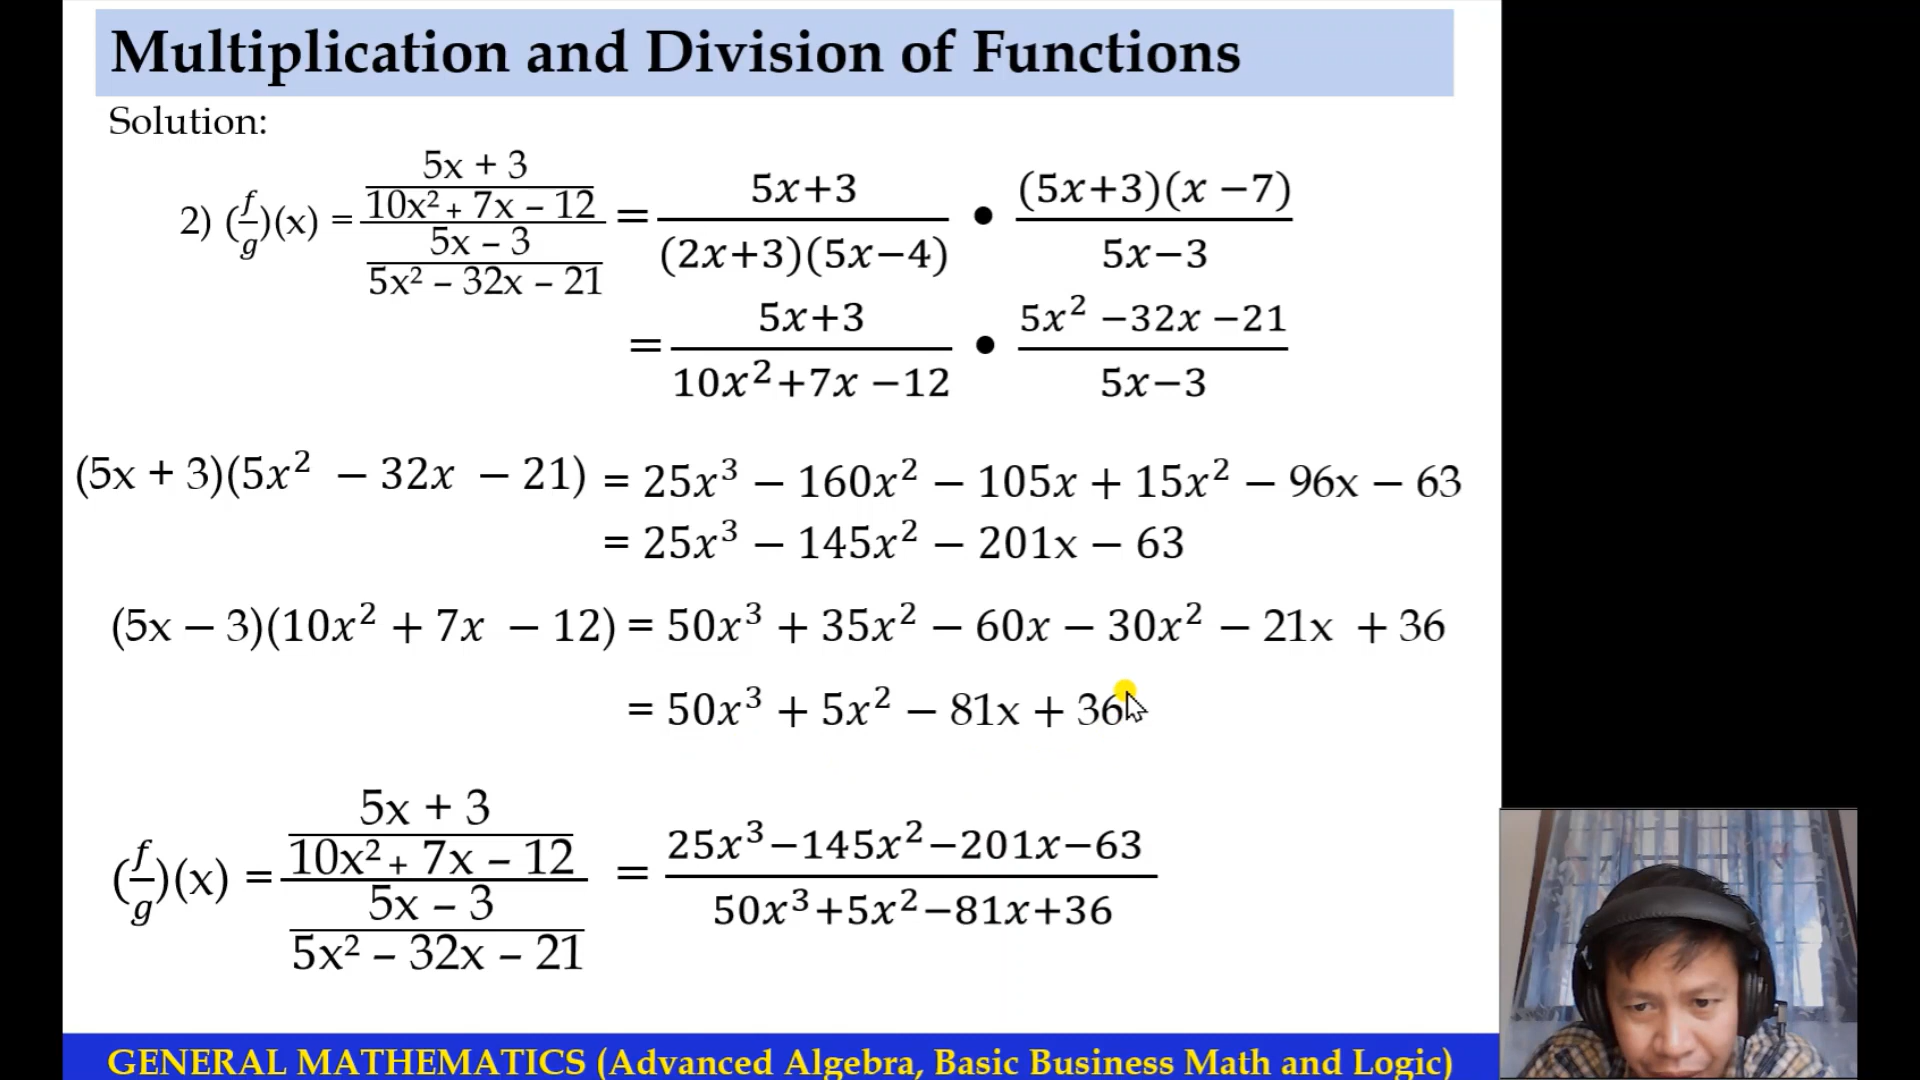 Multiplication and Division of Functions
Solution:
2) (f/g)(x) = ((5x + 3)/(10x² + 7x – 12))/((5x – 3)/(5x² – 32x – 21)) = (5x+3)/((2x+3)(5x−4)) • ((5x+3)(x −7))/(5x−3)
= (5x+3)/(10x²+7x −12) • (5x² −32x −21)/(5x−3)
(5x + 3)(5x² − 32x − 21) = 25x³ − 160x² − 105x + 15x² − 96x − 63
= 25x³ − 145x² − 201x − 63
(5x − 3)(10x² + 7x − 12) = 50x³ + 35x² − 60x − 30x² − 21x + 36
= 50x³ + 5x² − 81x + 36
(f/g)(x) = ((5x + 3)/(10x² + 7x – 12))/((5x – 3)/(5x² – 32x – 21)) = (25x³−145x²−201x−63)/(50x³+5x²−81x+36)
GENERAL MATHEMATICS (Advanced Algebra, Basic Business Math and Logic)